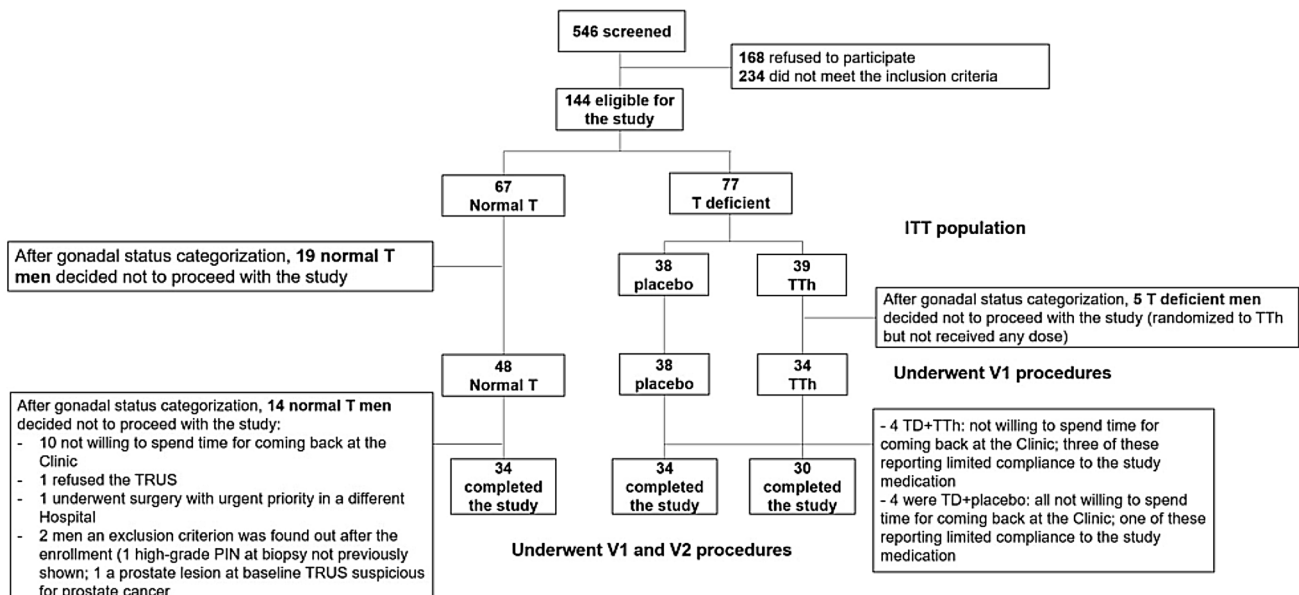 546 screened
168 refused to participate
234 did not meet the inclusion criteria
144 eligible for
the study
67
Normal T
77
T deficient
ITT population
After gonadal status categorization, 19 normal T
men decided not to proceed with the study
38
placebo
39
TTh
After gonadal status categorization, 5 T deficient men
decided not to proceed with the study (randomized to TTh
but not received any dose)
48
Normal T
38
placebo
34
TTh
Underwent V1 procedures
After gonadal status categorization, 14 normal T men
decided not to proceed with the study:
- 10 not willing to spend time for coming back at the
Clinic
- 1 refused the TRUS
- 1 underwent surgery with urgent priority in a different
Hospital
- 2 men an exclusion criterion was found out after the
enrollment (1 high-grade PIN at biopsy not previously
shown; 1 a prostate lesion at baseline TRUS suspicious
for prostate cancer
34
completed
the study
34
completed
the study
30
completed
the study
- 4 TD+TTh: not willing to spend time for
coming back at the Clinic; three of these
reporting limited compliance to the study
medication
- 4 were TD+placebo: all not willing to spend
time for coming back at the Clinic; one of these
reporting limited compliance to the study
medication
Underwent V1 and V2 procedures